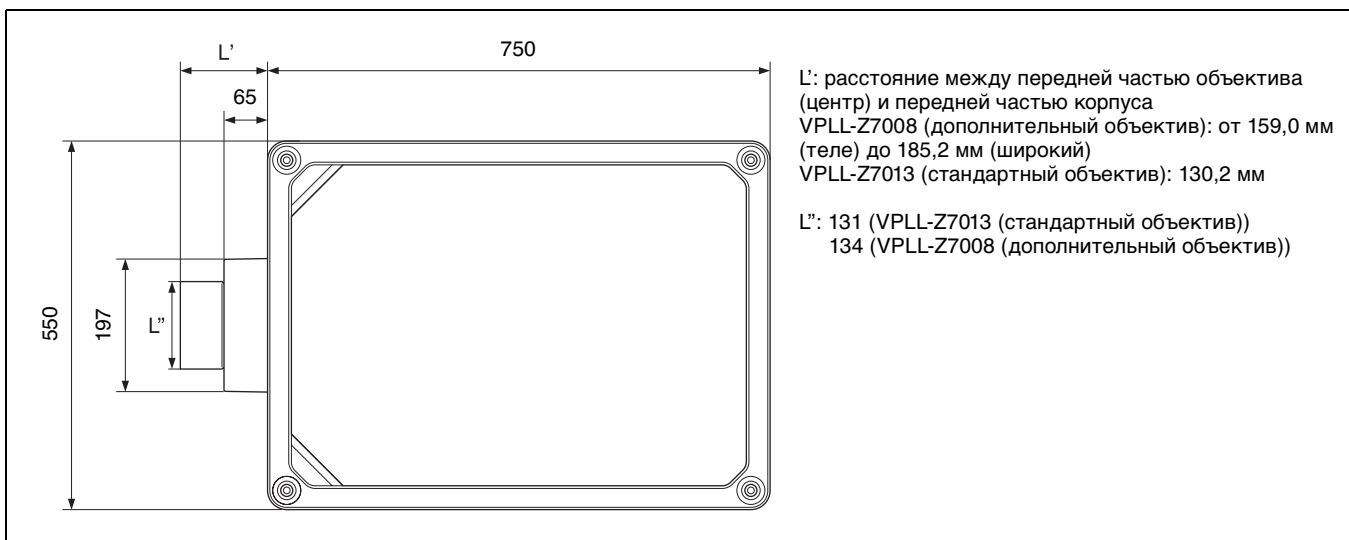 L’
750
65
550
197
L”
L’: расстояние между передней частью объектива
(центр) и передней частью корпуса
VPLL-Z7008 (дополнительный объектив): от 159,0 мм
(теле) до 185,2 мм (широкий)
VPLL-Z7013 (стандартный объектив): 130,2 мм
L”: 131 (VPLL-Z7013 (стандартный объектив))
134 (VPLL-Z7008 (дополнительный объектив))